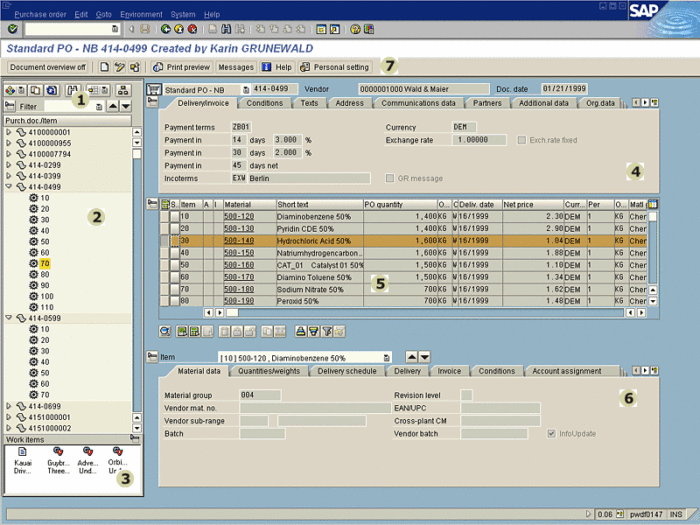 Purchase order Edit Goto Environment System Help
SAP
Standard PO - NB 414-0499 Created by Karin GRUNEWALD
Document overview off Print preview Messages Help Personal setting 7
1
Filter
Purch.doc./Item
4100000001
4100000955
4100007794
414-0299
414-0399
414-0499
10
20
30
40
50
60
70
80
90
100
110
414-0599
10
20
30
40
50
60
70
414-0699
4151000001
4151000002
2
Work items
Kauai Guybr... Adve... Orbi...
Driv... Three... Und...
3
Standard PO - NB 414-0499 Vendor 0000001000 Wald & Maier Doc. date 01/21/1999
Delivery/Invoice Conditions Texts Address Communications data Partners Additional data Org.data
Payment terms ZB01 Currency DEM
Payment in 14 days 3.000 % Exchange rate 1.00000 Exch.rate fixed
Payment in 30 days 2.000 %
Payment in 45 days net
Incoterms EXW Berlin OR message
4
S.. Item A I Material Short text PO quantity O... C Deliv. date Net price Curr... Per O... Matl
10 500-120 Diaminobenzene 50% 1,400 KG W 16/1999 2.30 DEM 1 KG Cher
20 500-130 Pyridin CDE 50% 1,400 KG W 16/1999 2.90 DEM 1 KG Cher
30 500-140 Hydrochloric Acid 50% 1,600 KG W 16/1999 1.04 DEM 1 KG Cher
40 500-150 Natriumhydrogencarbon... 1,600 KG W 16/1999 1.88 DEM 1 KG Cher
50 500-160 CAT_01 Catalyst 01 50% 1,500 KG W 16/1999 1.10 DEM 1 KG Cher
60 500-170 Diamino Toluene 50% 1,500 KG W 16/1999 1.34 DEM 1 KG Cher
70 500-180 Sodium Nitrate 50% 700 KG W 16/1999 1.62 DEM 1 KG Cher
80 500-190 Peroxid 50% 700 KG W 16/1999 1.48 DEM 1 KG Cher
5
Item [ 10 ] 500-120 , Diaminobenzene 50%
Material data Quantities/weights Delivery schedule Delivery Invoice Conditions Account assignment
Material group 004 Revision level
Vendor mat. no. EAN/UPC
Vendor sub-range Cross-plant CM
Batch Vendor batch InfoUpdate
6
0.06 pwdf0147 INS